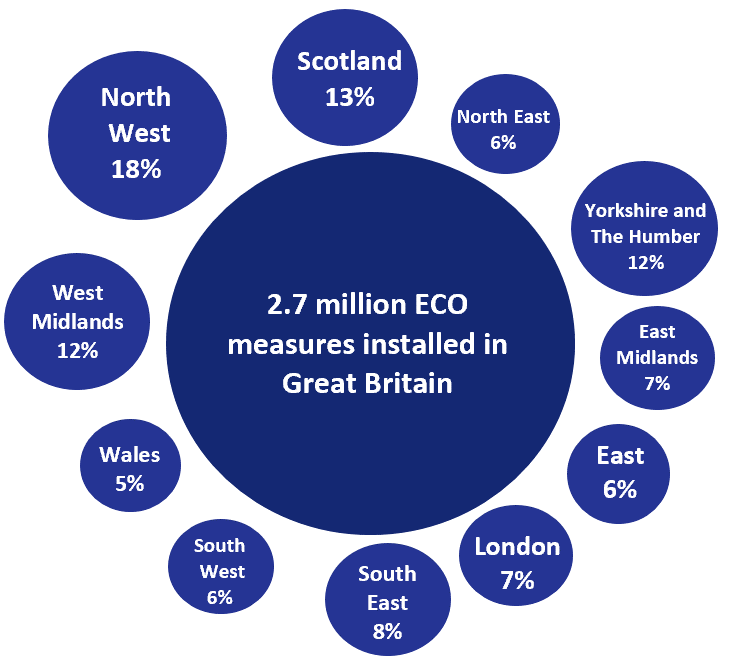 Scotland
13%
North
West
18%
North East
6%
Yorkshire and
The Humber
12%
West
Midlands
12%
2.7 million ECO
measures installed in
Great Britain
East
Midlands
7%
Wales
5%
East
6%
South
West
6%
South
East
8%
London
7%